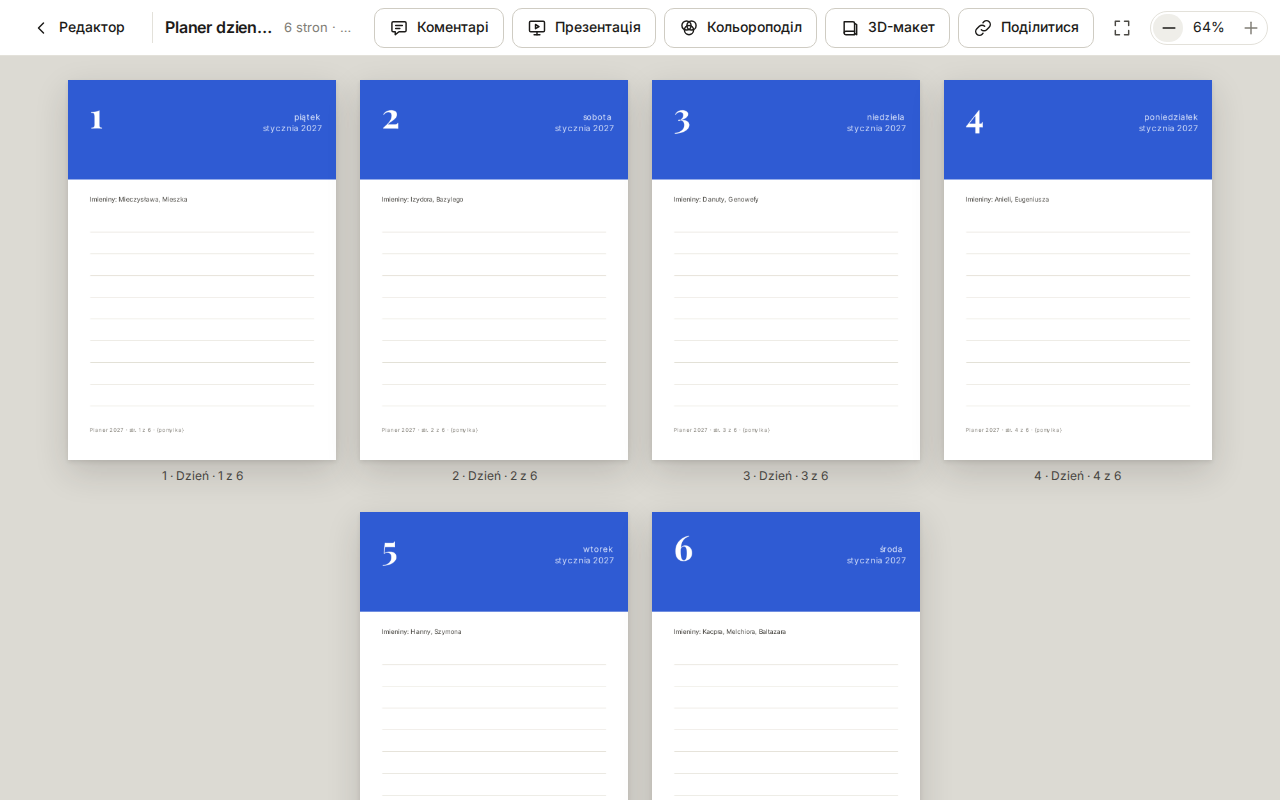 Редактор
Planer dzien...
6 stron · ...
Коментарі
Презентація
Кольороподіл
3D-макет
Поділитися
64%
1
piątek
stycznia 2027
Imieniny: Mieczysława, Mieszka
Planer 2027 · str. 1 z 6 · (pomyłka)
1 · Dzień · 1 z 6
2
sobota
stycznia 2027
Imieniny: Izydora, Bazylego
Planer 2027 · str. 2 z 6 · (pomyłka)
2 · Dzień · 2 z 6
3
niedziela
stycznia 2027
Imieniny: Danuty, Genowefy
Planer 2027 · str. 3 z 6 · (pomyłka)
3 · Dzień · 3 z 6
4
poniedziałek
stycznia 2027
Imieniny: Anieli, Eugeniusza
Planer 2027 · str. 4 z 6 · (pomyłka)
4 · Dzień · 4 z 6
5
wtorek
stycznia 2027
Imieniny: Hanny, Szymona
6
środa
stycznia 2027
Imieniny: Kacpra, Melchiora, Baltazara